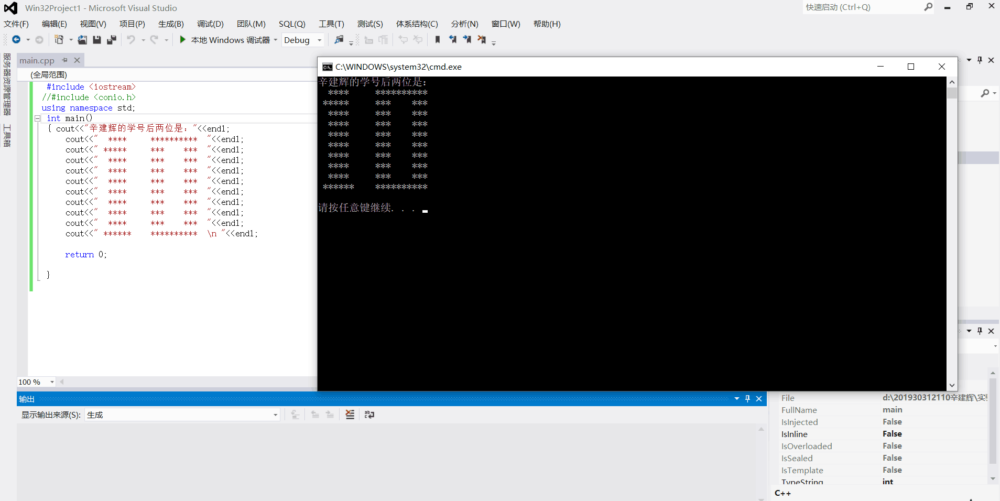 Win32Project1 - Microsoft Visual Studio
快速启动 (Ctrl+Q)
文件(F) 编辑(E) 视图(V) 项目(P) 生成(B) 调试(D) 团队(M) SQL(Q) 工具(T) 测试(S) 体系结构(C) 分析(N) 窗口(W) 帮助(H)
本地 Windows 调试器 Debug
服务器资源管理器
工具箱
main.cpp
(全局范围)
#include <iostream>
//#include <conio.h>
using namespace std;
int main()
{ cout<<"辛建辉的学号后两位是："<<endl;
cout<<"  ****     **********  "<<endl;
cout<<" *****     ***    ***  "<<endl;
cout<<"  ****     ***    ***  "<<endl;
cout<<"  ****     ***    ***  "<<endl;
cout<<"  ****     ***    ***  "<<endl;
cout<<"  ****     ***    ***  "<<endl;
cout<<"  ****     ***    ***  "<<endl;
cout<<"  ****     ***    ***  "<<endl;
cout<<"  ****     ***    ***  "<<endl;
cout<<" ******    **********  \n "<<endl;
return 0;
}
100 %
C:\WINDOWS\system32\cmd.exe
辛建辉的学号后两位是：
  ****     **********
 *****     ***    ***
  ****     ***    ***
  ****     ***    ***
  ****     ***    ***
  ****     ***    ***
  ****     ***    ***
  ****     ***    ***
  ****     ***    ***
 ******    **********
请按任意键继续. . .
输出
显示输出来源(S): 生成
File d:\201930312110辛建辉\实
FullName main
IsInjected False
IsInline False
IsOverloaded False
IsSealed False
IsTemplate False
TypeString int
C++